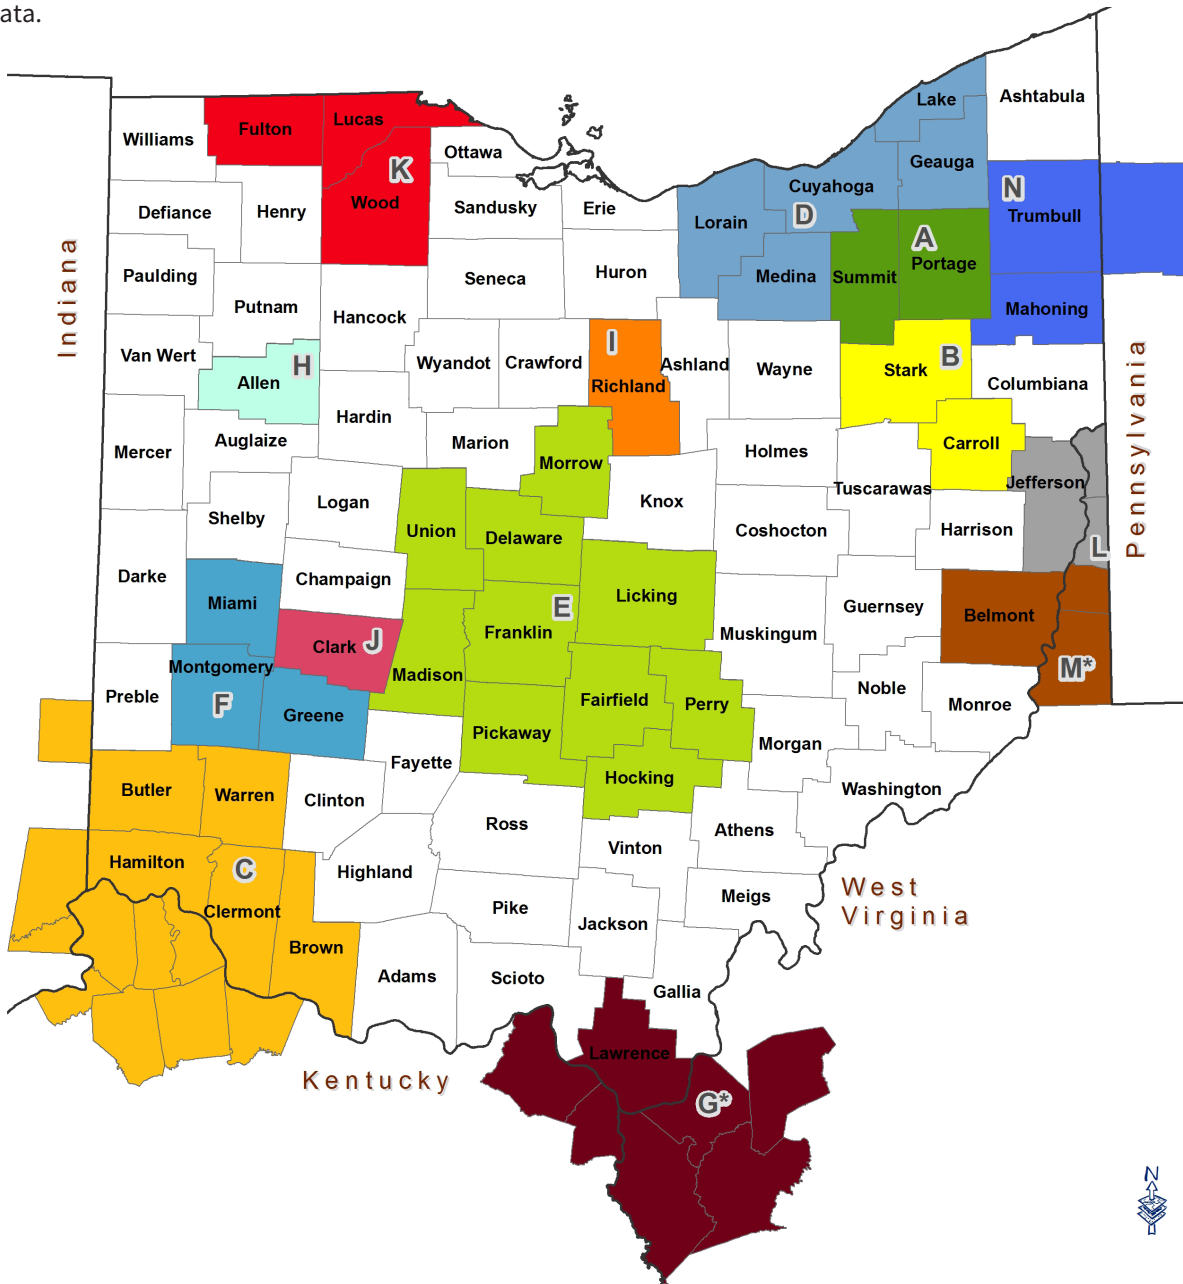 ata.
Lake
Ashtabula
Williams
Fulton
Lucas
Ottawa
Geauga
K
Cuyahoga
N
Defiance
Henry
Wood
Sandusky
Erie
Lorain
D
Trumbull
A
Portage
Paulding
Seneca
Huron
Medina
Summit
Indiana
Putnam
Hancock
Mahoning
Van Wert
H
Wyandot
Crawford
I
Ashland
Wayne
Stark
B
Allen
Richland
Columbiana
Pennsylvania
Hardin
Mercer
Auglaize
Marion
Morrow
Holmes
Carroll
Jefferson
Logan
Knox
Tuscarawas
Shelby
Union
Delaware
Coshocton
Harrison
L
Darke
Champaign
Miami
Licking
E
Guernsey
Belmont
Clark
J
Franklin
Muskingum
Montgomery
Madison
M*
Preble
F
Greene
Fairfield
Perry
Noble
Monroe
Pickaway
Morgan
Fayette
Hocking
Butler
Warren
Clinton
Washington
Ross
Athens
Hamilton
C
Highland
Vinton
Clermont
Pike
Meigs
West
Virginia
Jackson
Brown
Adams
Scioto
Gallia
Lawrence
Kentucky
G*
N